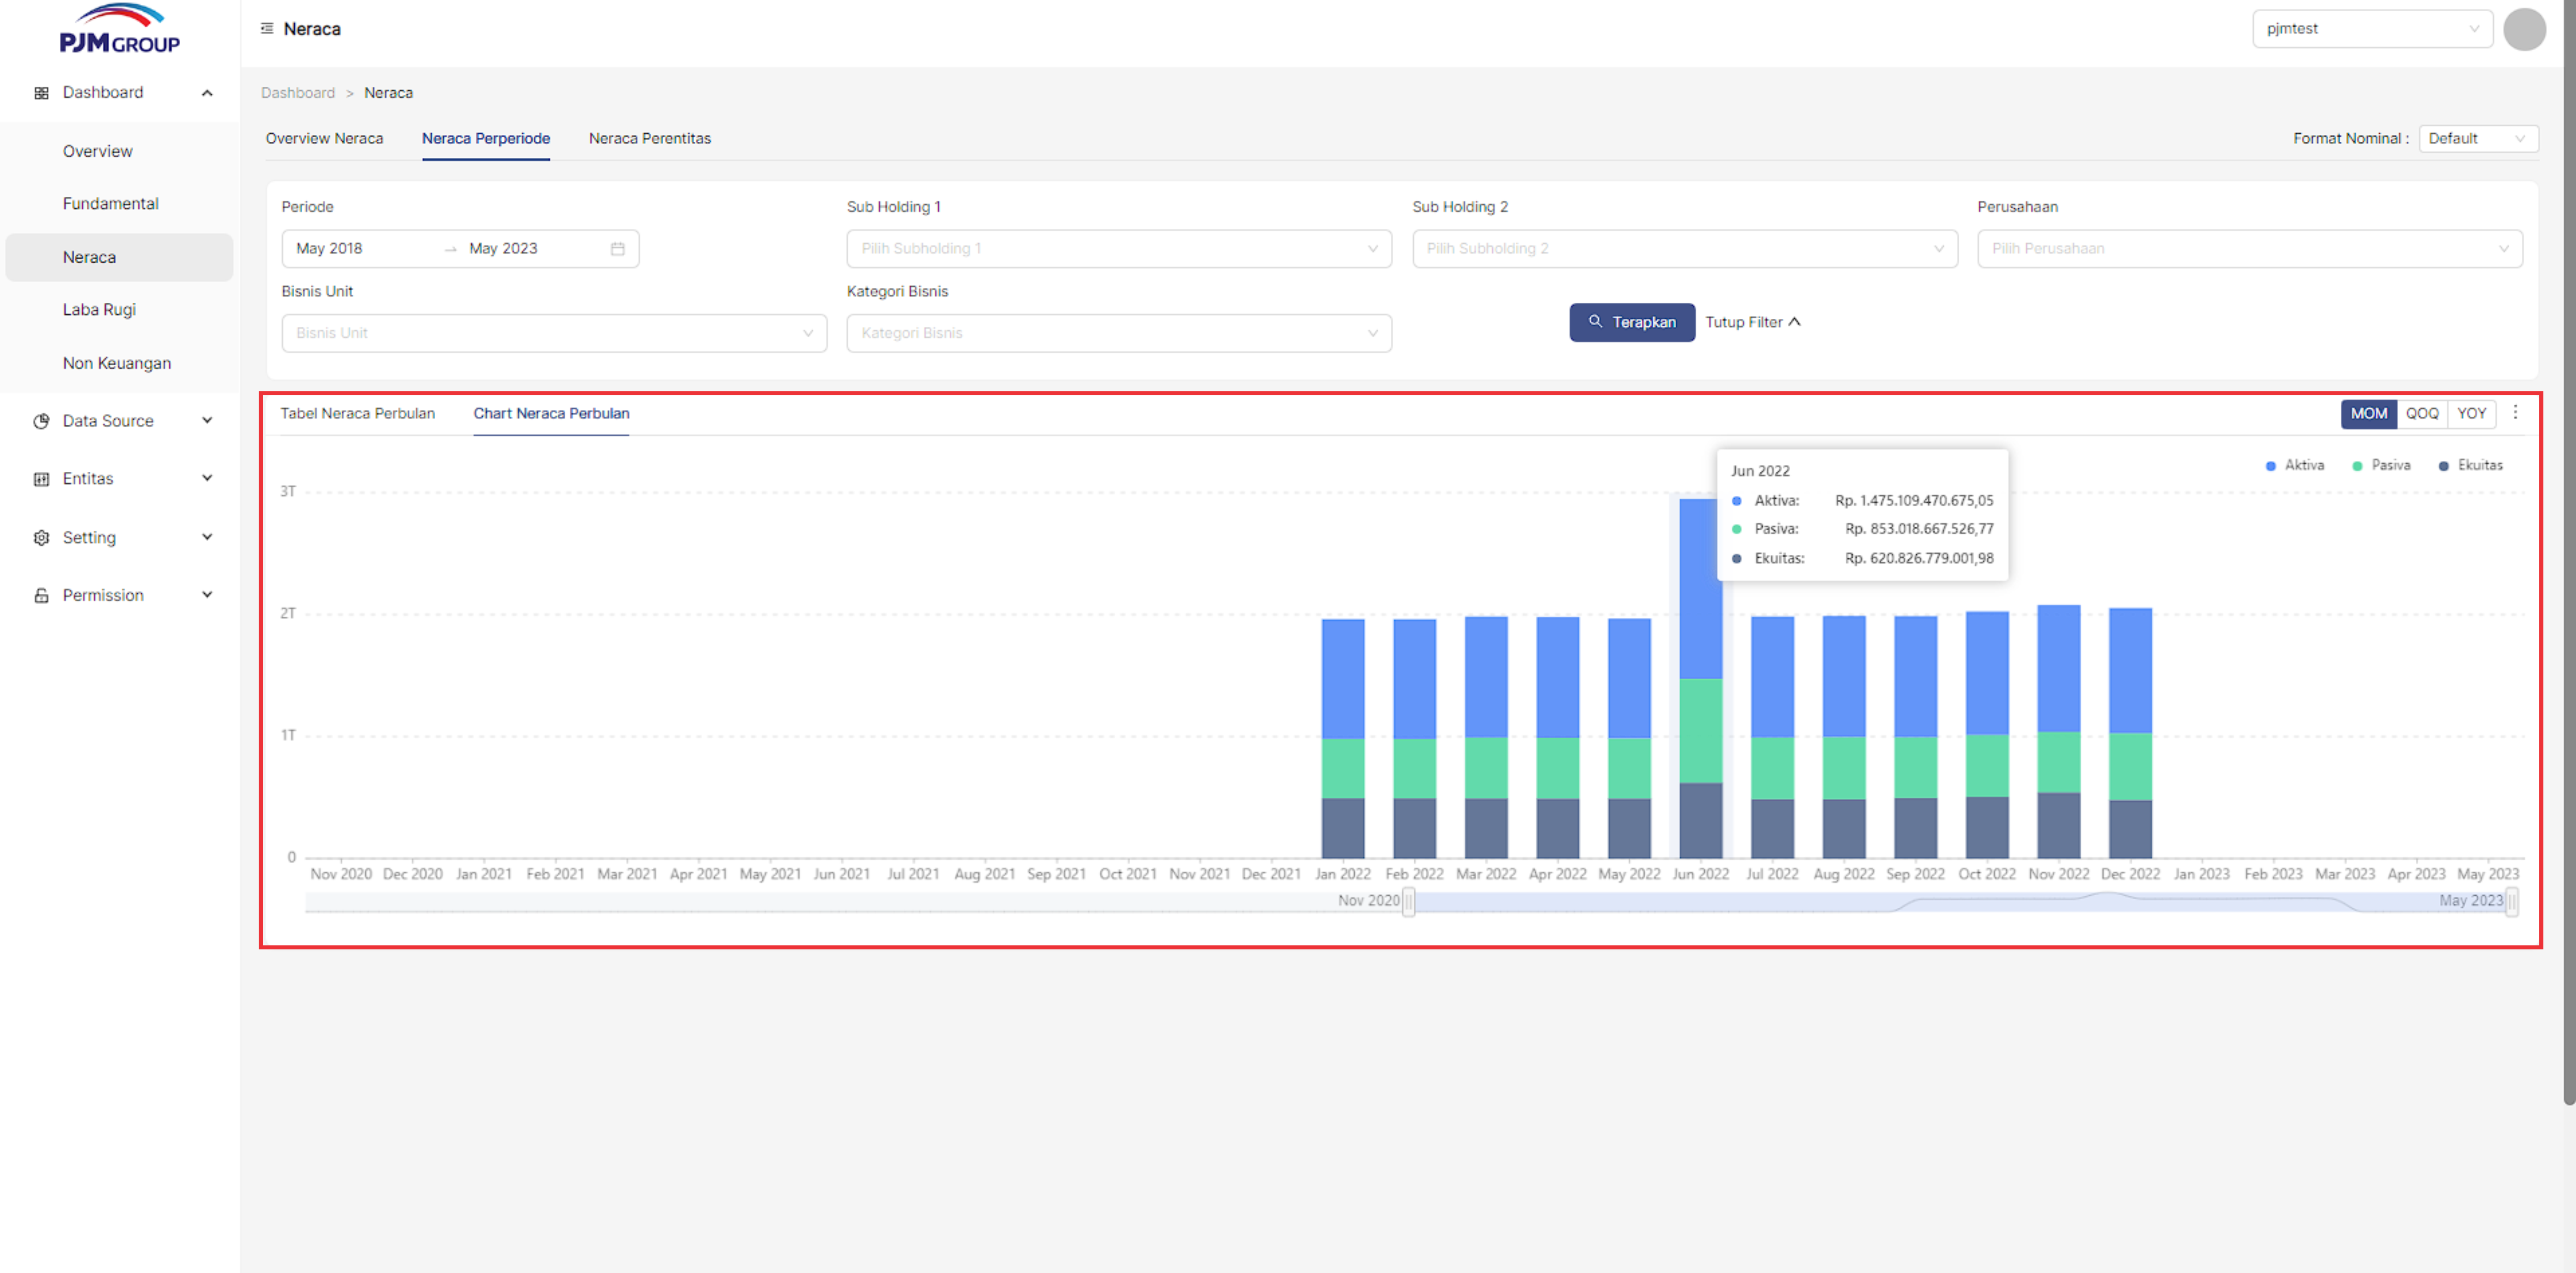 PJM GROUP
Neraca
pjmtest
Dashboard
Overview
Fundamental
Neraca
Laba Rugi
Non Keuangan
Data Source
Entitas
Setting
Permission
Dashboard > Neraca
Overview Neraca Neraca Perperiode Neraca Perentitas
Format Nominal : Default
Periode Sub Holding 1 Sub Holding 2 Perusahaan
May 2018 → May 2023 Pilih Subholding 1 Pilih Subholding 2 Pilih Perusahaan
Bisnis Unit Kategori Bisnis
Bisnis Unit Kategori Bisnis Terapkan Tutup Filter
Tabel Neraca Perbulan Chart Neraca Perbulan MOM QOQ YOY
Aktiva Pasiva Ekuitas
Jun 2022
Aktiva: Rp. 1.475.109.470.675,05
Pasiva: Rp. 853.018.667.526,77
Ekuitas: Rp. 620.826.779.001,98
3T
2T
1T
0
Nov 2020 Dec 2020 Jan 2021 Feb 2021 Mar 2021 Apr 2021 May 2021 Jun 2021 Jul 2021 Aug 2021 Sep 2021 Oct 2021 Nov 2021 Dec 2021 Jan 2022 Feb 2022 Mar 2022 Apr 2022 May 2022 Jun 2022 Jul 2022 Aug 2022 Sep 2022 Oct 2022 Nov 2022 Dec 2022 Jan 2023 Feb 2023 Mar 2023 Apr 2023 May 2023
Nov 2020 May 2023